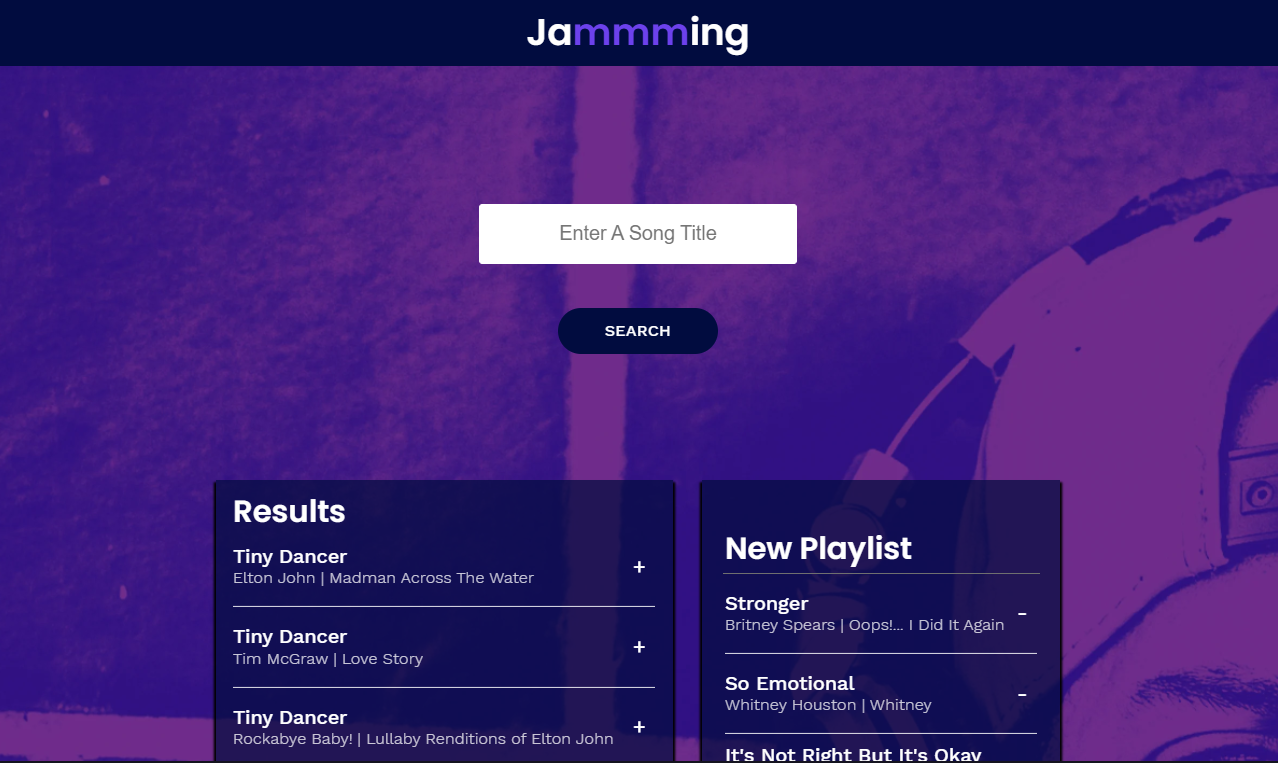 Jammming
Enter A Song Title
SEARCH
Results
Tiny Dancer
Elton John | Madman Across The Water
+
Tiny Dancer
Tim McGraw | Love Story
+
Tiny Dancer
Rockabye Baby! | Lullaby Renditions of Elton John
+
New Playlist
Stronger
Britney Spears | Oops!... I Did It Again
-
So Emotional
Whitney Houston | Whitney
-
It's Not Right But It's Okay